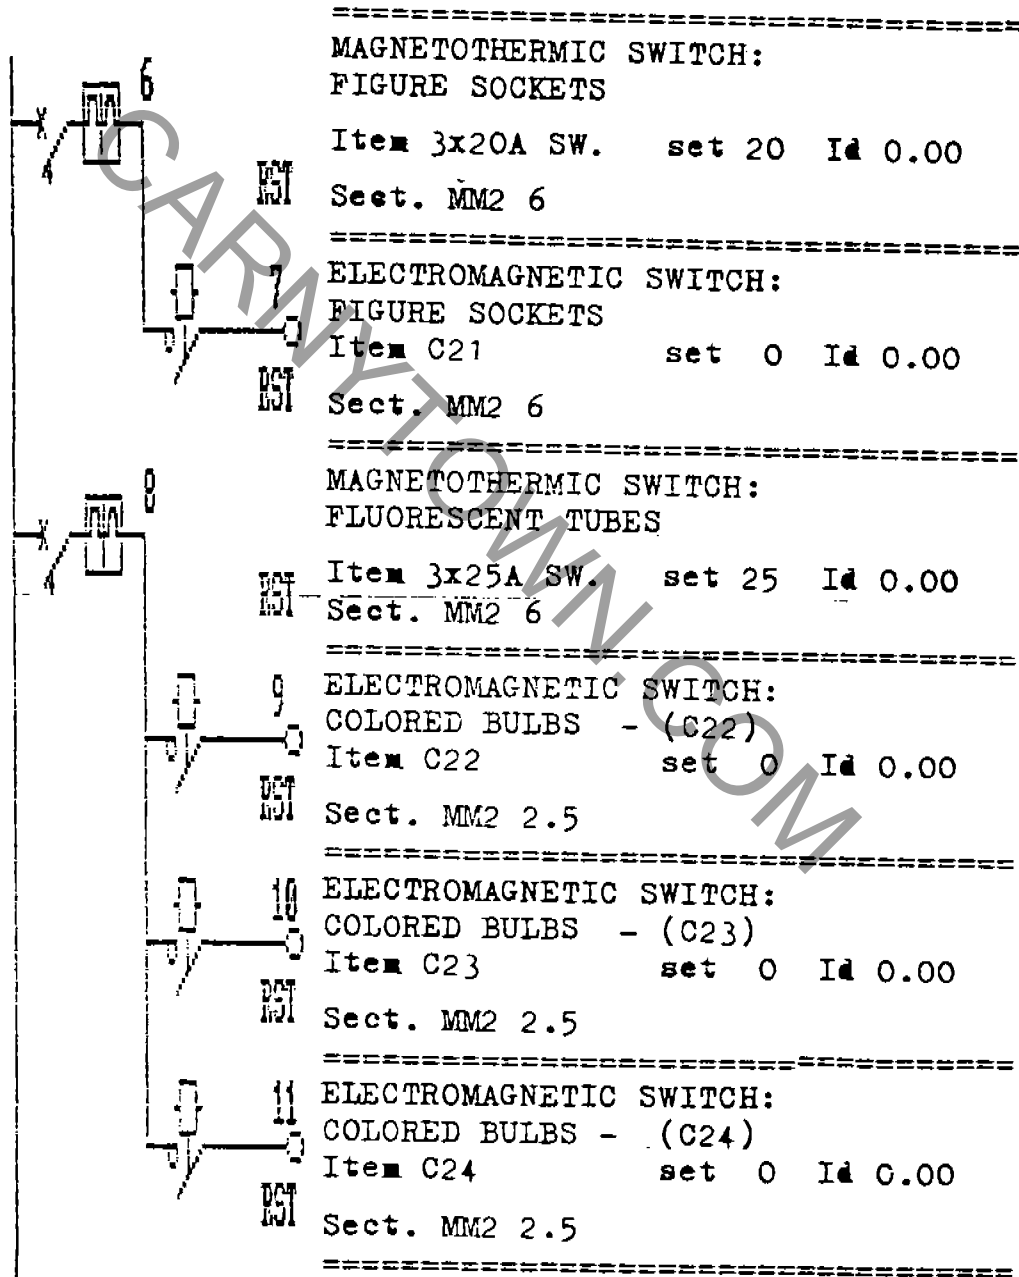 6
MAGNETOTHERMIC SWITCH:
FIGURE SOCKETS
Item 3x20A SW. set 20 Id 0.00
RST
Sect. MM2 6
7
ELECTROMAGNETIC SWITCH:
FIGURE SOCKETS
Item C21 set 0 Id 0.00
RST
Sect. MM2 6
8
MAGNETOTHERMIC SWITCH:
FLUORESCENT TUBES
Item 3x25A SW. set 25 Id 0.00
RST
Sect. MM2 6
9
ELECTROMAGNETIC SWITCH:
COLORED BULBS - (C22)
Item C22 set 0 Id 0.00
RST
Sect. MM2 2.5
10
ELECTROMAGNETIC SWITCH:
COLORED BULBS - (C23)
Item C23 set 0 Id 0.00
RST
Sect. MM2 2.5
11
ELECTROMAGNETIC SWITCH:
COLORED BULBS - (C24)
Item C24 set 0 Id 0.00
RST
Sect. MM2 2.5
CARNYTOWN.COM